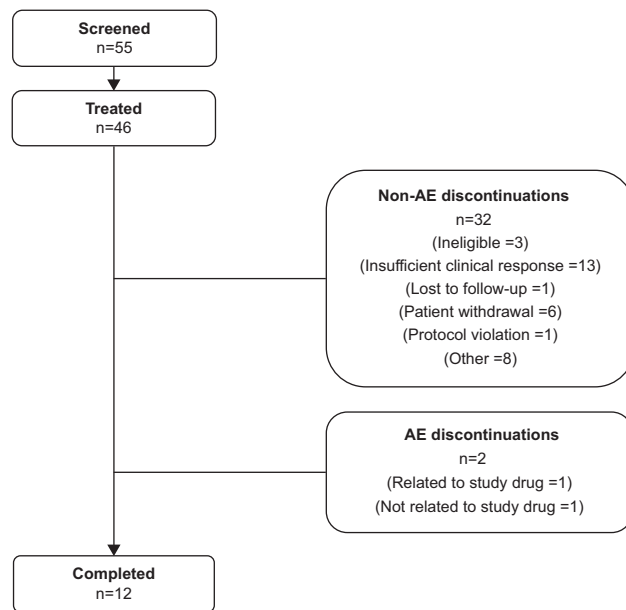 Screened
n=55
Treated
n=46
Non-AE discontinuations
n=32
(Ineligible =3)
(Insufficient clinical response =13)
(Lost to follow-up =1)
(Patient withdrawal =6)
(Protocol violation =1)
(Other =8)
AE discontinuations
n=2
(Related to study drug =1)
(Not related to study drug =1)
Completed
n=12